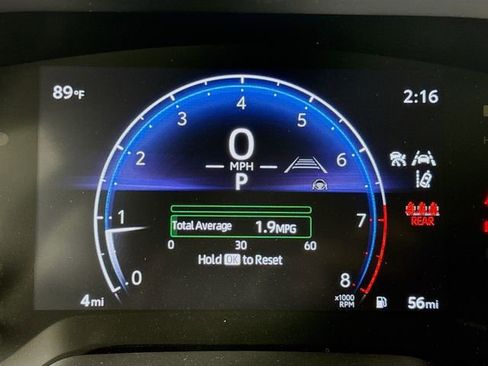 89°F
2:16
4
3
5
0
MPH
2
6
P
1
7
REAR
Total Average 1.9MPG
0 30 60
Hold OK to Reset
0
8
x1000
RPM
4mi
56mi